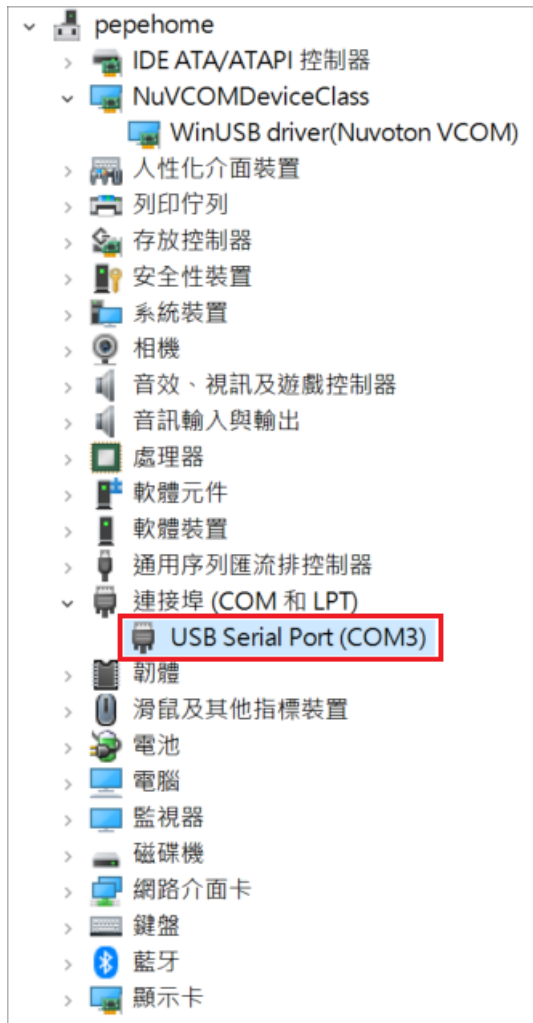 pepehome
IDE ATA/ATAPI 控制器
NuVCOMDeviceClass
WinUSB driver(Nuvoton VCOM)
人性化介面裝置
列印佇列
存放控制器
安全性裝置
系統裝置
相機
音效、視訊及遊戲控制器
音訊輸入與輸出
處理器
軟體元件
軟體裝置
通用序列匯流排控制器
連接埠 (COM 和 LPT)
USB Serial Port (COM3)
韌體
滑鼠及其他指標裝置
電池
電腦
監視器
磁碟機
網路介面卡
鍵盤
藍牙
顯示卡